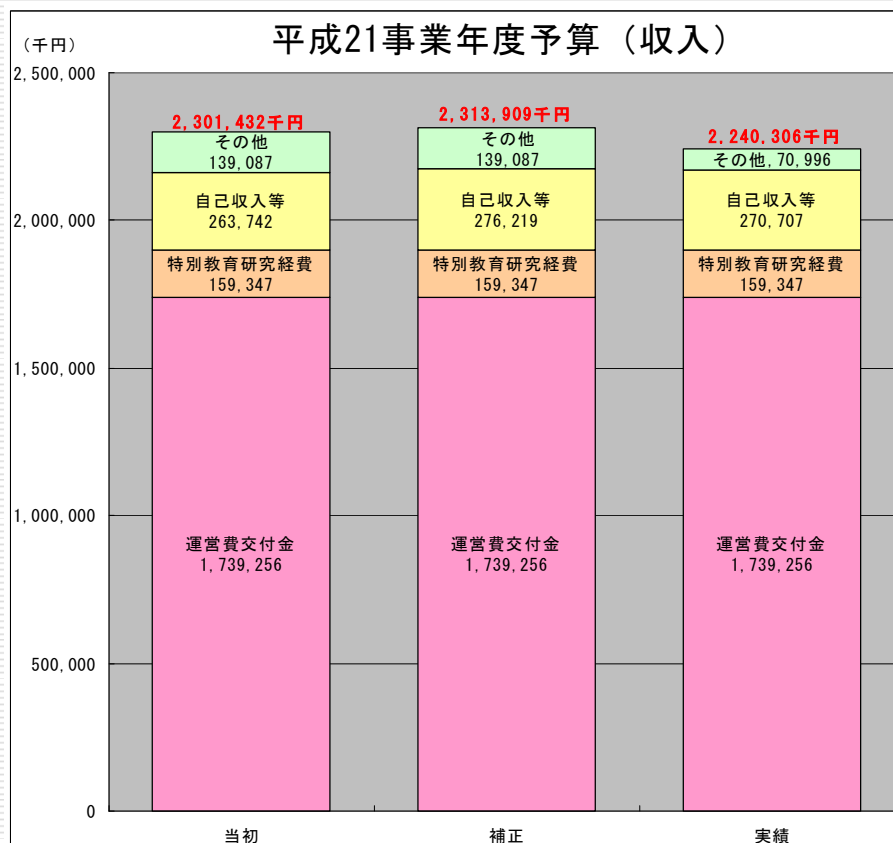 平成21事業年度予算（収入）
（千円）
2,500,000
2,000,000
1,500,000
1,000,000
500,000
0
2,301,432千円
その他
139,087
自己収入等
263,742
特別教育研究経費
159,347
運営費交付金
1,739,256
当初
2,313,909千円
その他
139,087
自己収入等
276,219
特別教育研究経費
159,347
運営費交付金
1,739,256
補正
2,240,306千円
その他, 70,996
自己収入等
270,707
特別教育研究経費
159,347
運営費交付金
1,739,256
実績